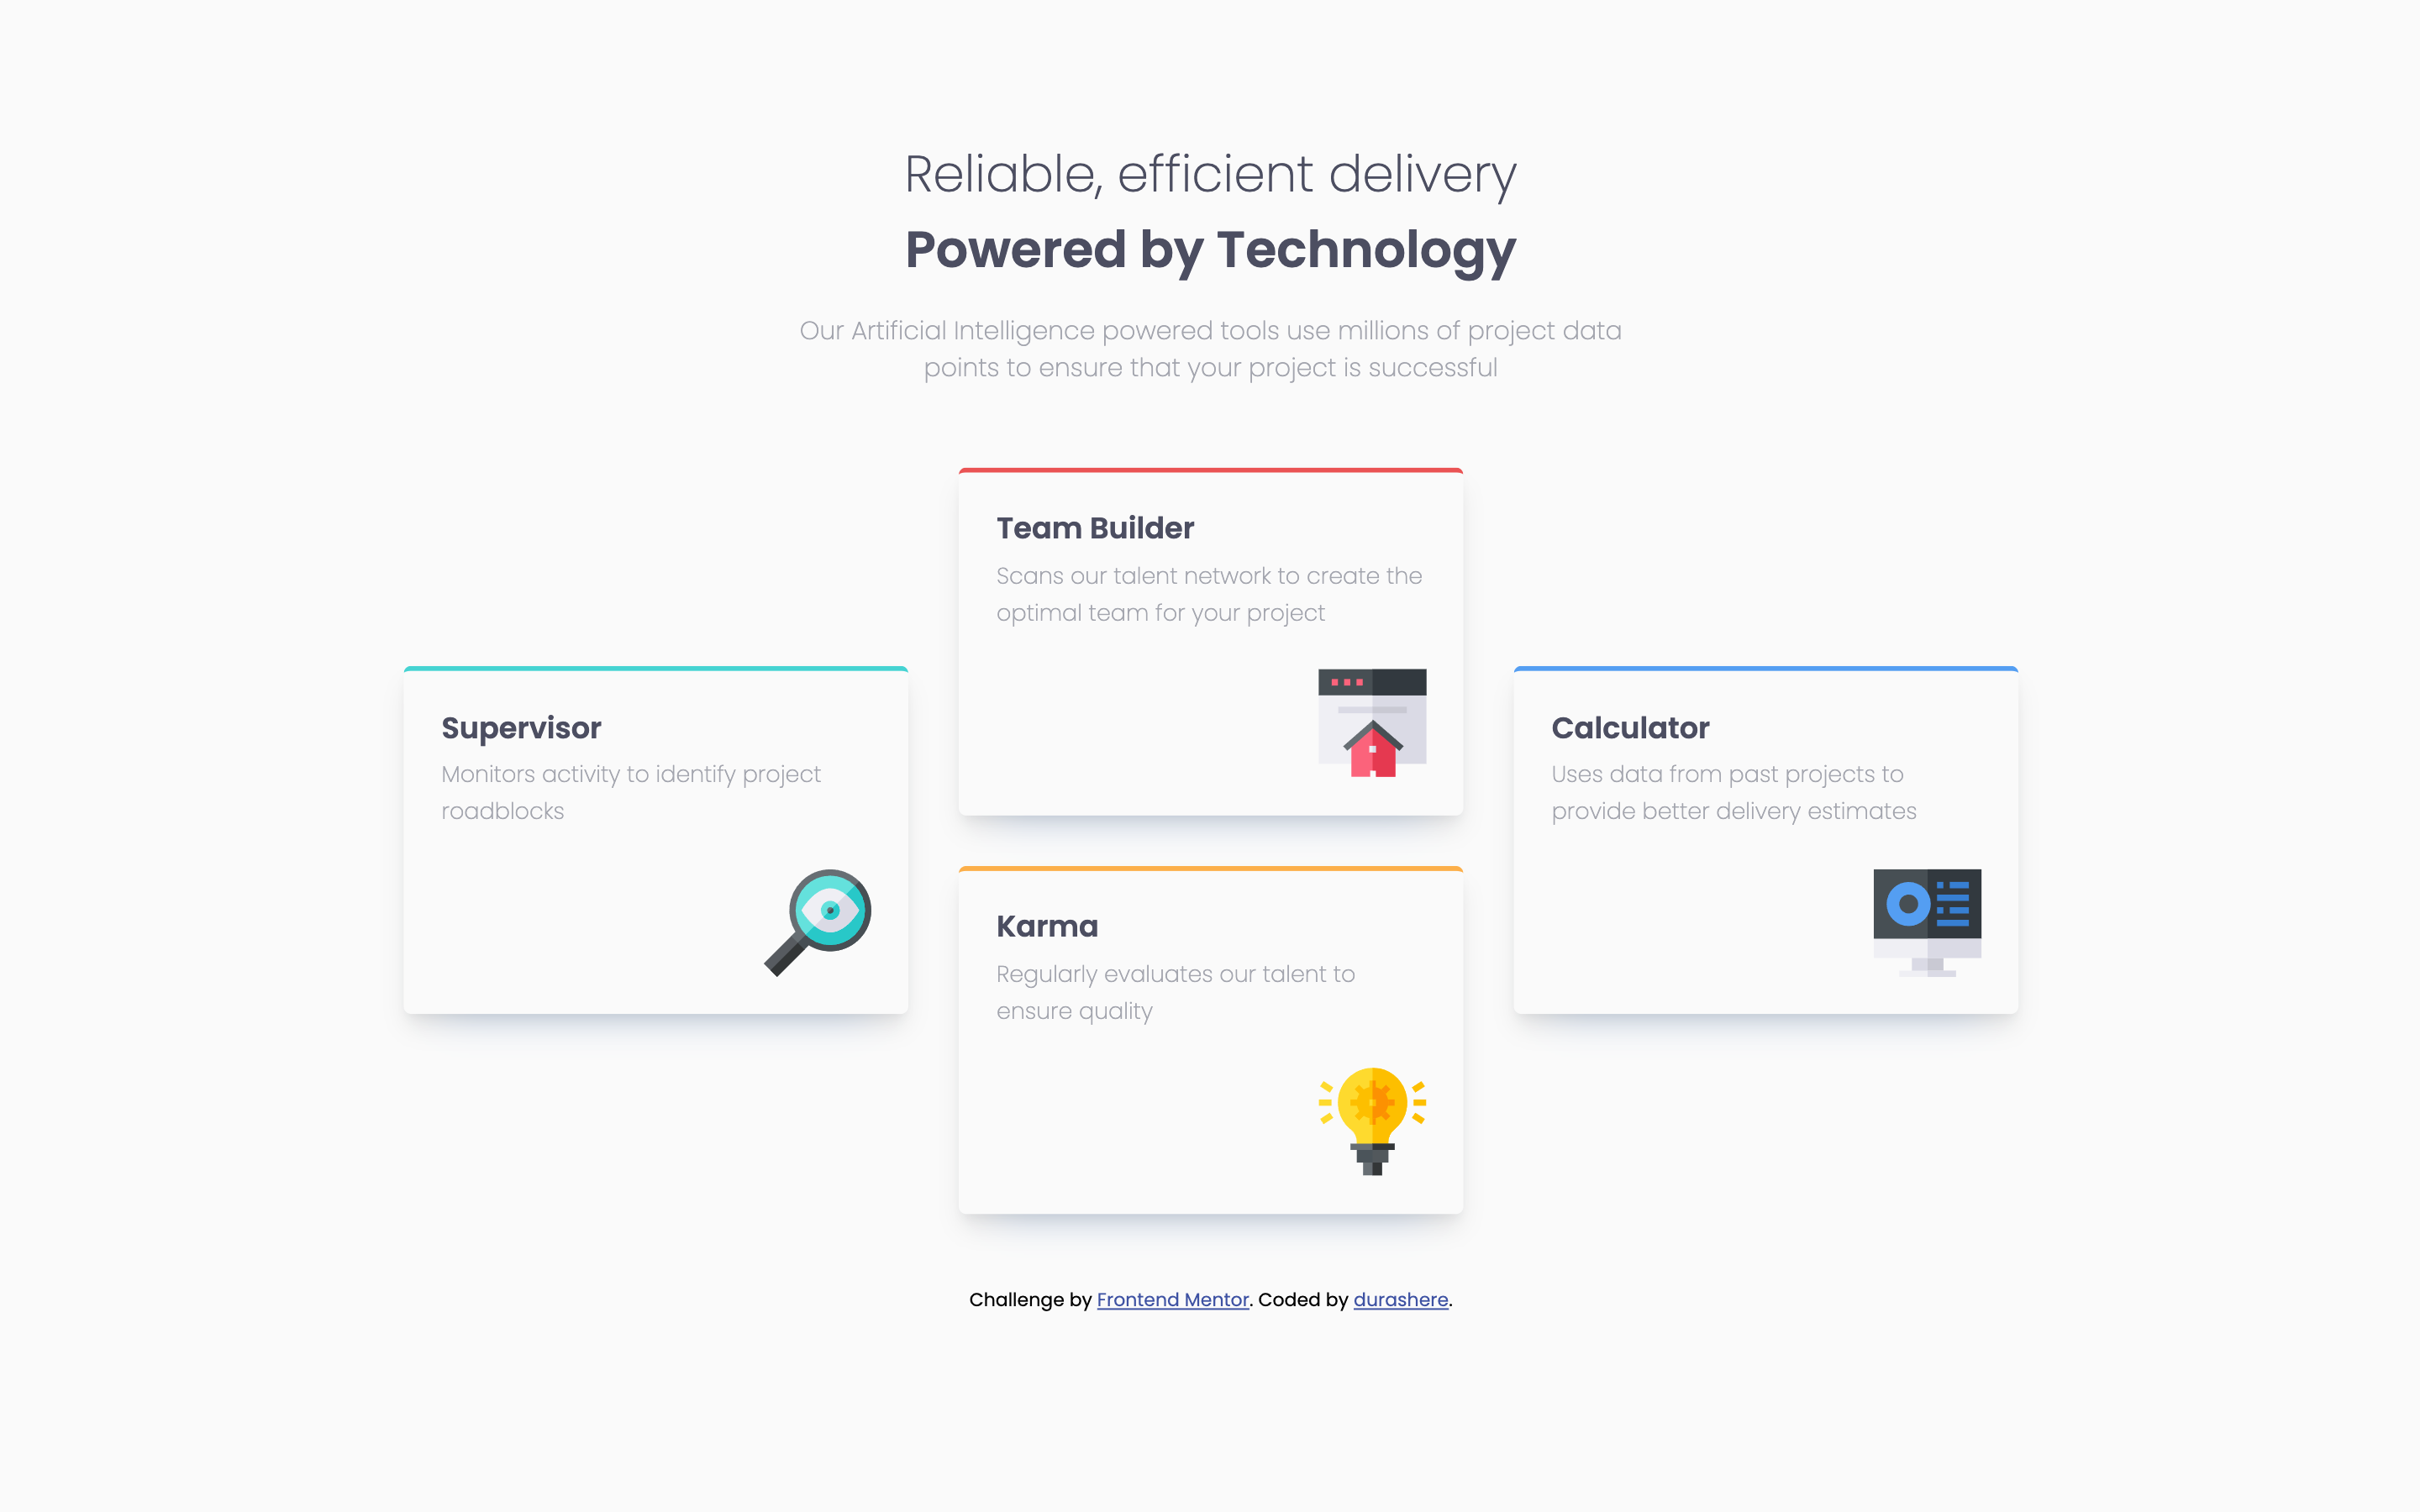 Reliable, efficient delivery
Powered by Technology
Our Artificial Intelligence powered tools use millions of project data
points to ensure that your project is successful
Supervisor
Monitors activity to identify project
roadblocks
Team Builder
Scans our talent network to create the
optimal team for your project
Karma
Regularly evaluates our talent to
ensure quality
Calculator
Uses data from past projects to
provide better delivery estimates
Challenge by Frontend Mentor. Coded by durashere.